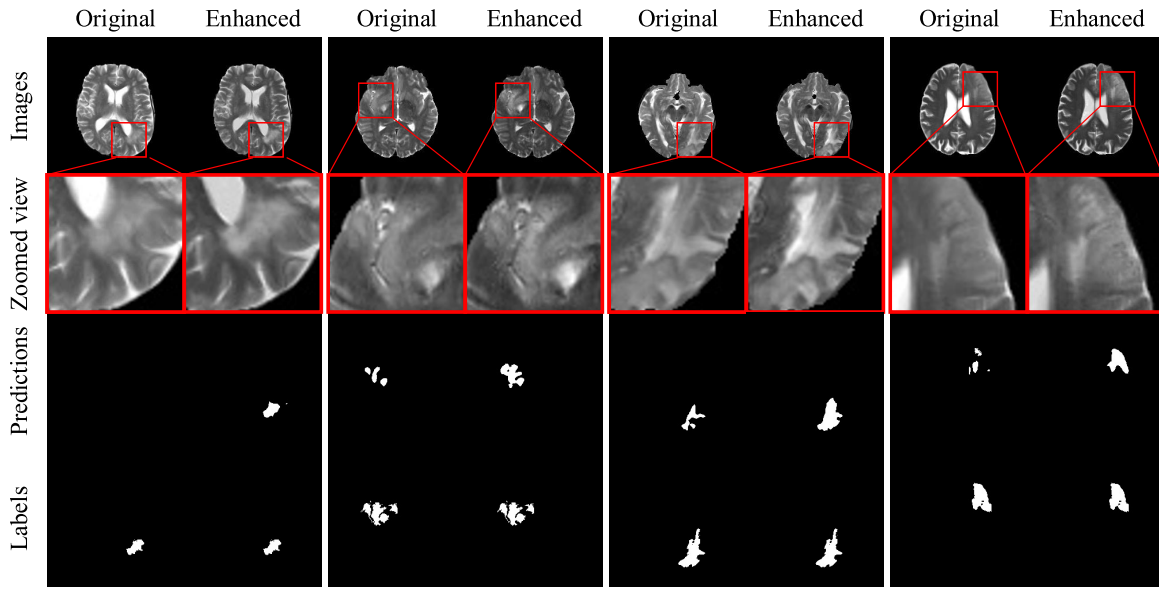 Original Enhanced Original Enhanced Original Enhanced Original Enhanced
Images
Zoomed view
Predictions
Labels